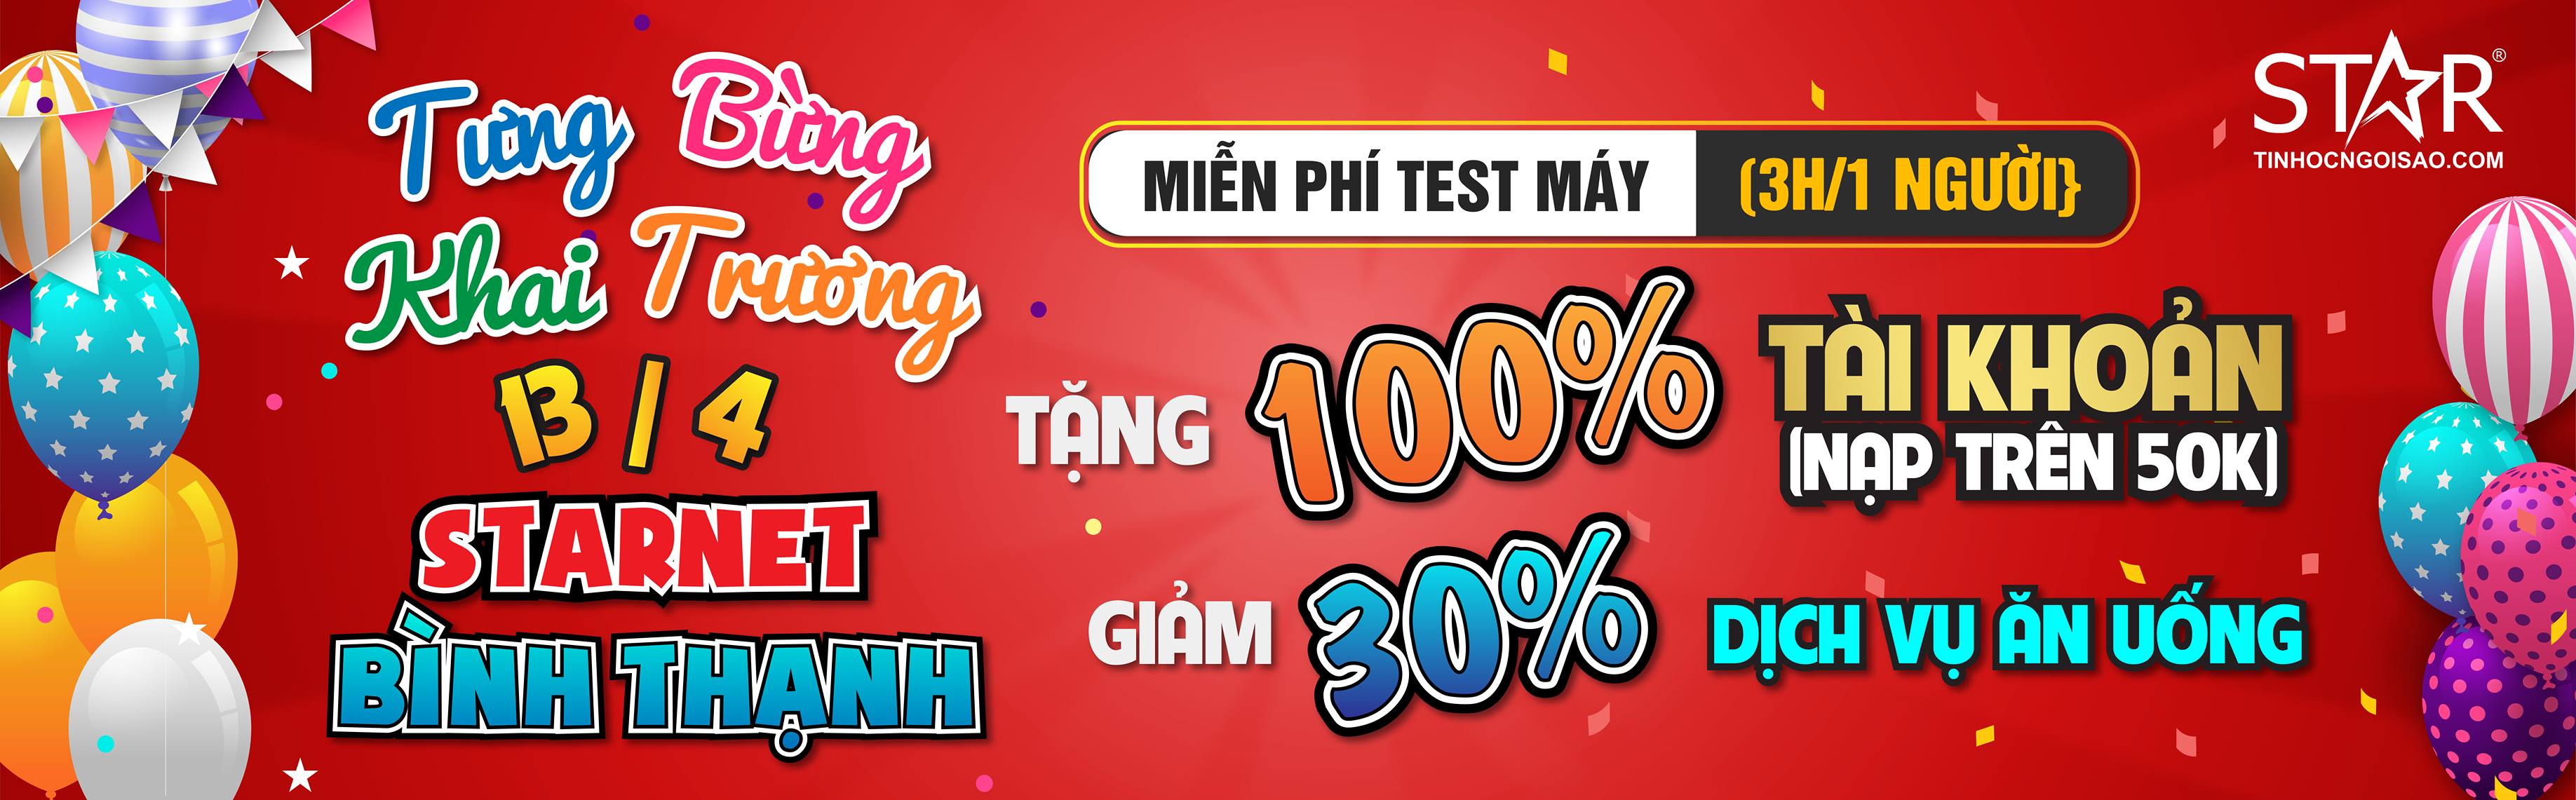 Tưng Bừng
Khai Trương
13 | 4
STARNET
BÌNH THẠNH
MIỄN PHÍ TEST MÁY (3H/1 NGƯỜI}
TẶNG 100% TÀI KHOẢN
(NẠP TRÊN 50K)
GIẢM 30% DỊCH VỤ ĂN UỐNG
STAR®
TINHOCNGOISAO.COM